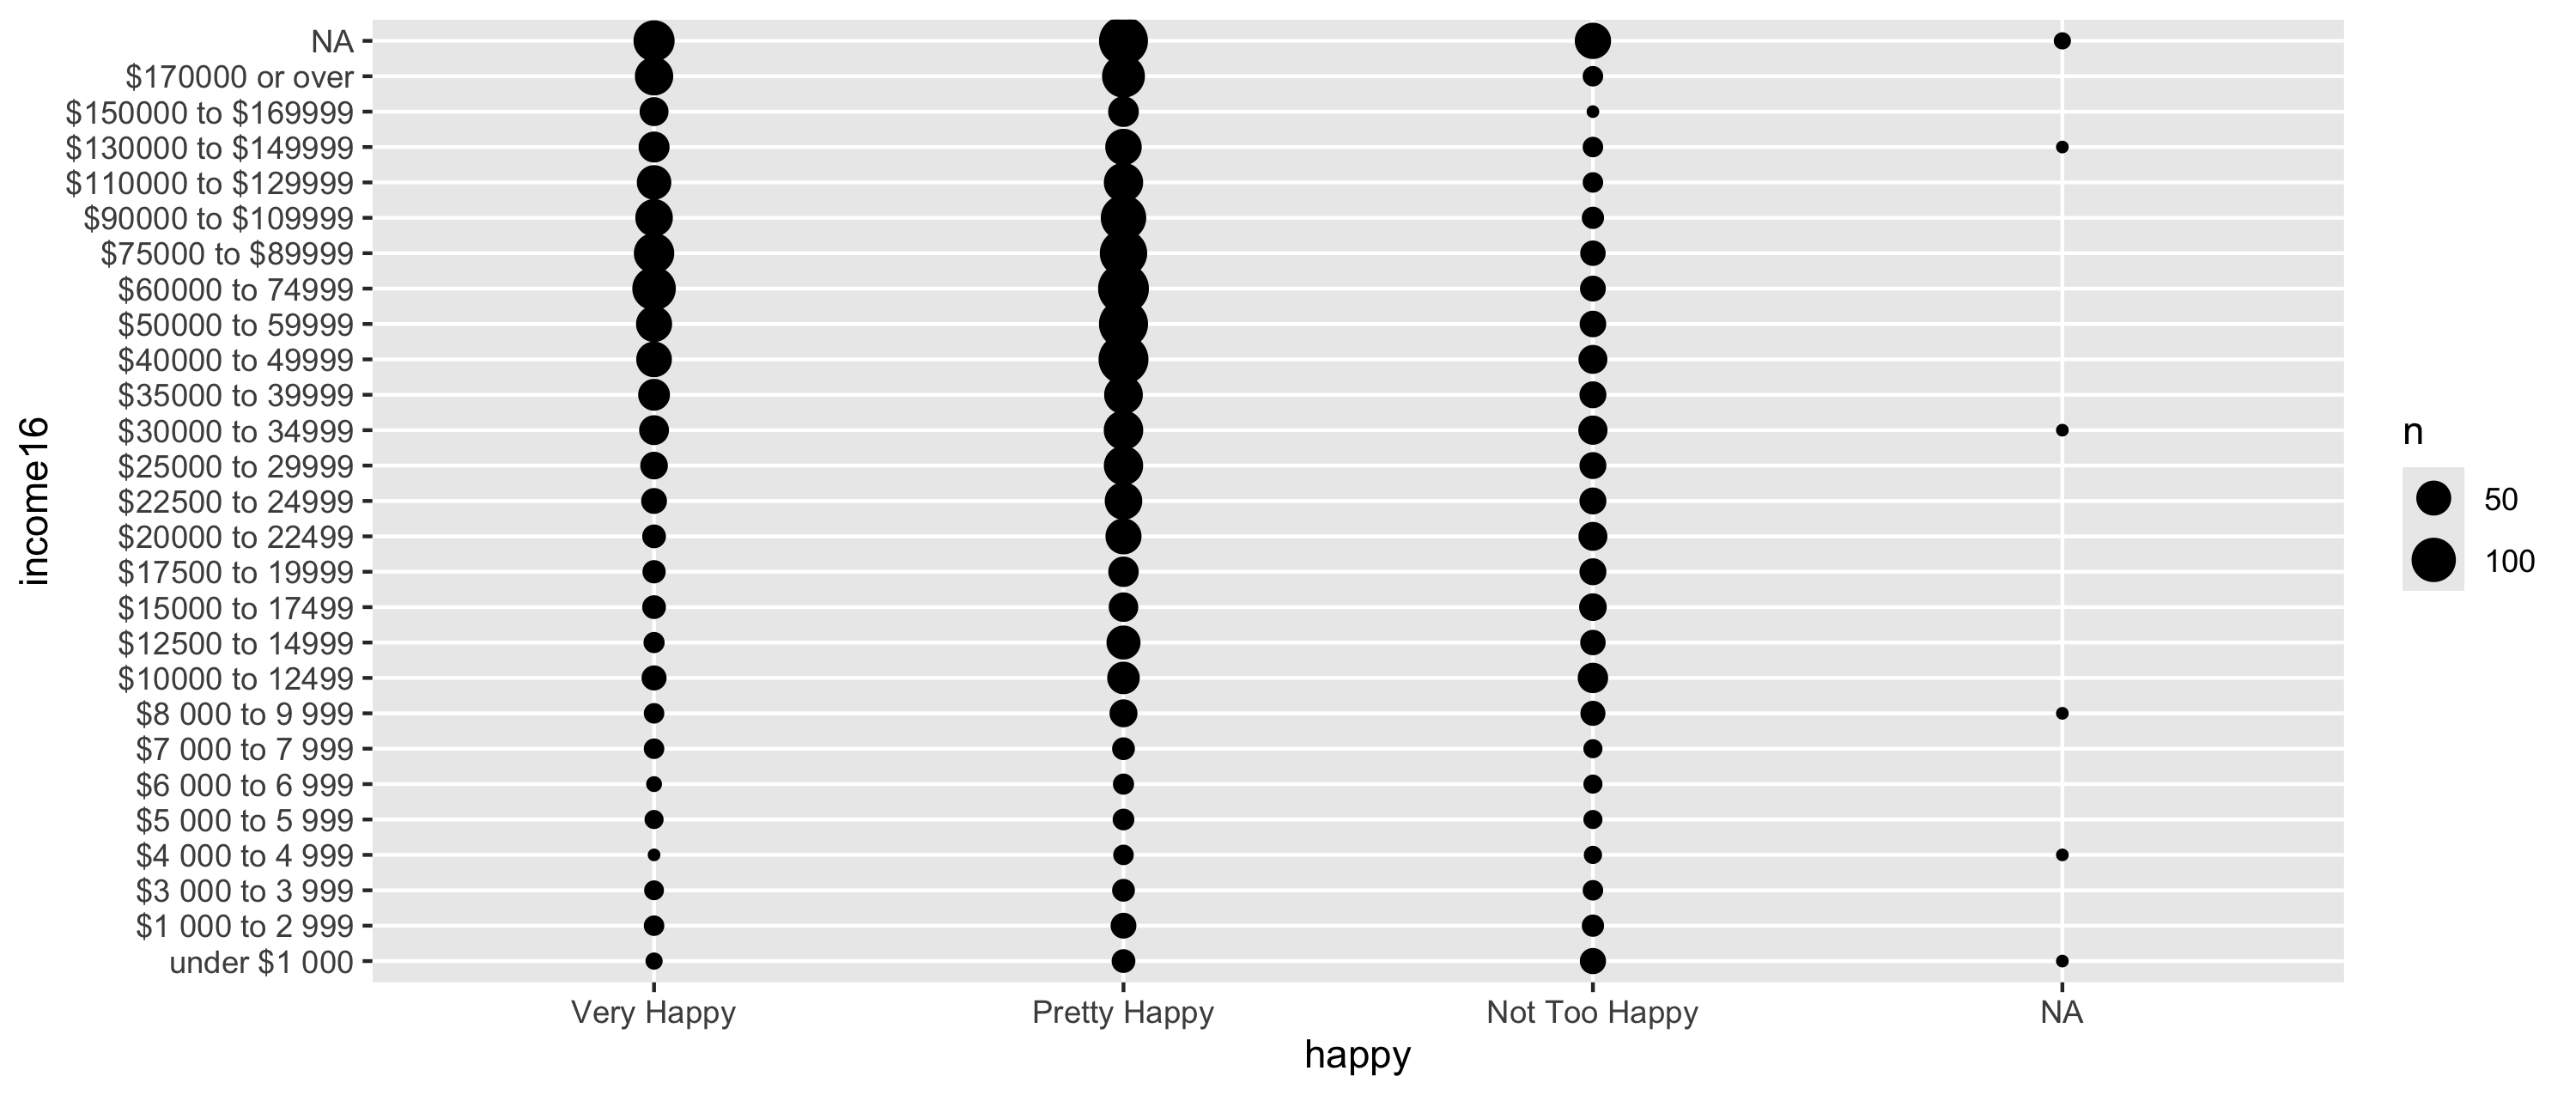 NA
$170000 or over
$150000 to $169999
$130000 to $149999
$110000 to $129999
$90000 to $109999
$75000 to $89999
$60000 to 74999
$50000 to 59999
$40000 to 49999
$35000 to 39999
$30000 to 34999
$25000 to 29999
$22500 to 24999
$20000 to 22499
$17500 to 19999
$15000 to 17499
$12500 to 14999
$10000 to 12499
$8 000 to 9 999
$7 000 to 7 999
$6 000 to 6 999
$5 000 to 5 999
$4 000 to 4 999
$3 000 to 3 999
$1 000 to 2 999
under $1 000
income16
Very Happy Pretty Happy Not Too Happy NA
happy
n
50
100